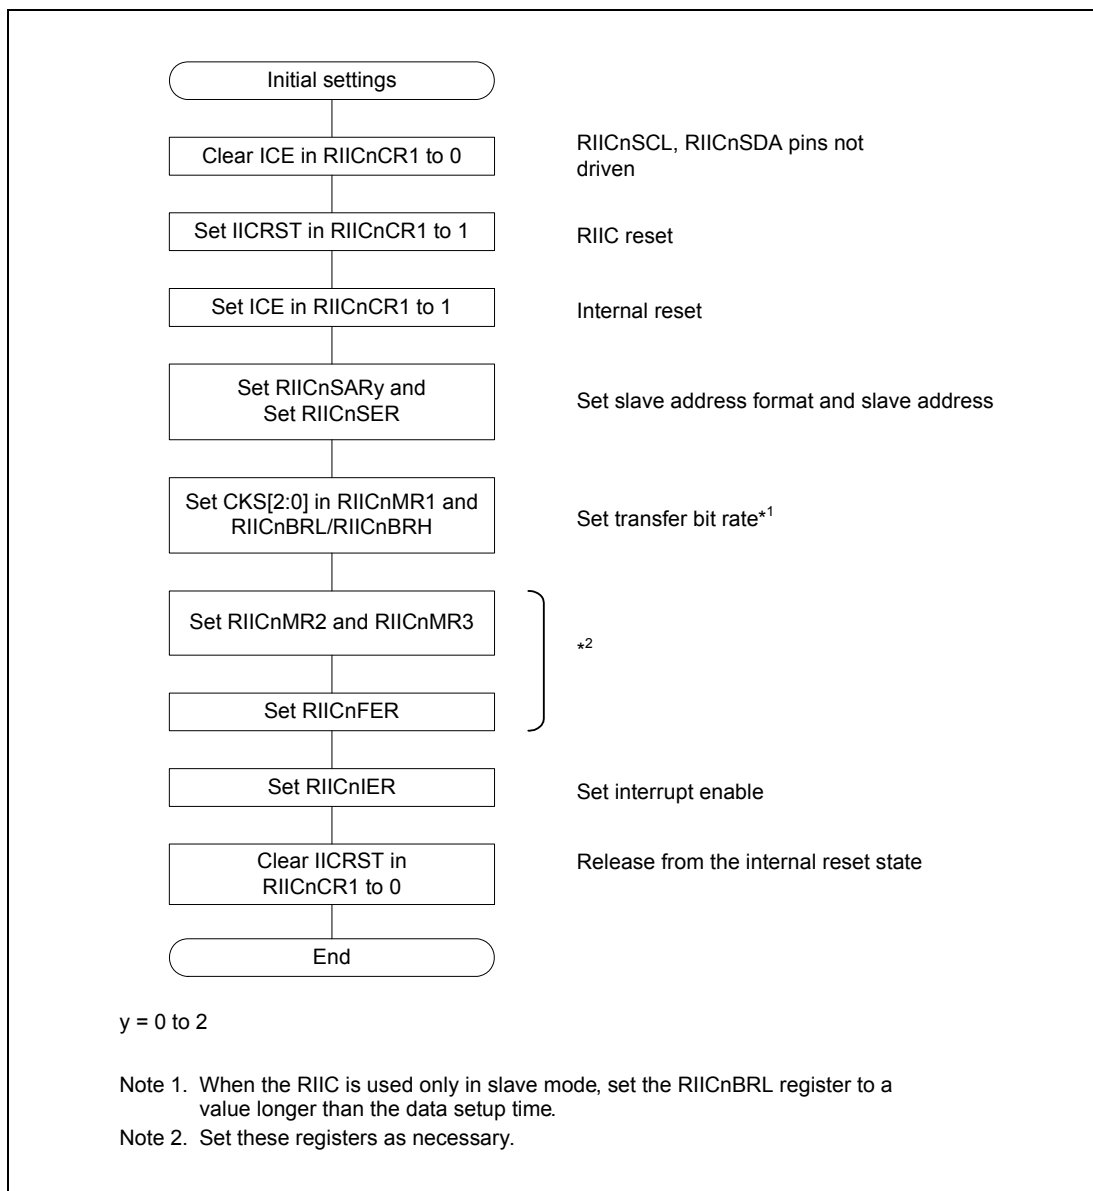 Initial settings
Clear ICE in RIICnCR1 to 0
RIICnSCL, RIICnSDA pins not
driven
Set IICRST in RIICnCR1 to 1
RIIC reset
Set ICE in RIICnCR1 to 1
Internal reset
Set RIICnSARy and
Set RIICnSER
Set slave address format and slave address
Set CKS[2:0] in RIICnMR1 and
RIICnBRL/RIICnBRH
Set transfer bit rate*1
Set RIICnMR2 and RIICnMR3
*2
Set RIICnFER
Set RIICnIER
Set interrupt enable
Clear IICRST in
RIICnCR1 to 0
Release from the internal reset state
End
y = 0 to 2
Note 1. When the RIIC is used only in slave mode, set the RIICnBRL register to a
value longer than the data setup time.
Note 2. Set these registers as necessary.